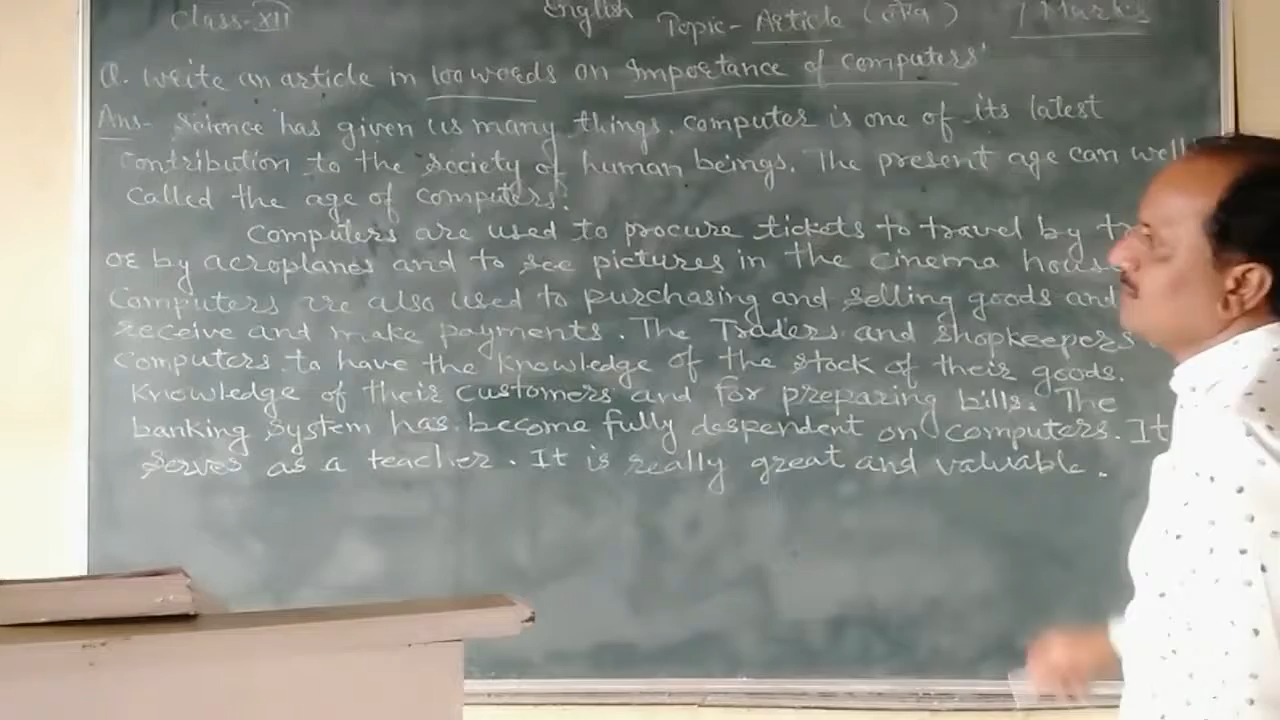 Class-XII English Topic-Article (लेख) 7 Marks
Q. Write an article in 100 words on Importance of computers'
Ans- Science has given us many things. Computer is one of its latest
contribution to the society of human beings. The present age can well
called the age of computers.
Computers are used to procure tickets to travel by
or by aeroplanes and to see pictures in the cinema
Computers are also used to purchasing and selling goods and
receive and make payments. The Traders and shopkeepers
Computers to have the knowledge of the stock of their goods.
Knowledge of their customers and for preparing bills. The
banking system has become fully despendent on computers. It
serves as a teacher. It is really great and valuable.